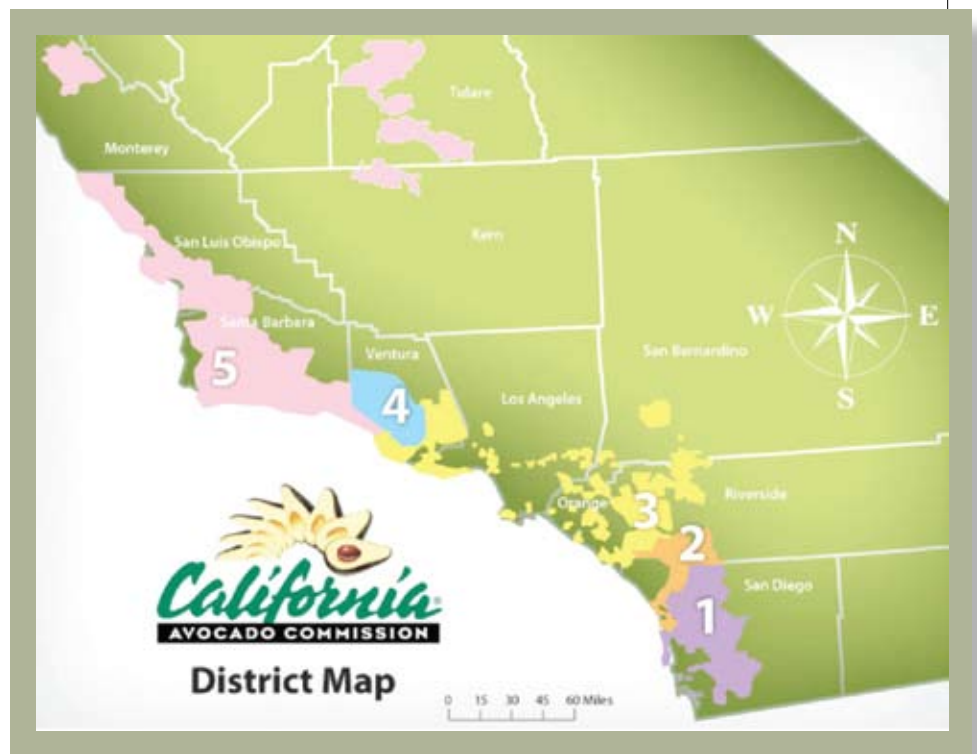 Tulare
Monterey
San Luis Obispo
Kern
N
W
E
S
Santa Barbara
Ventura
San Bernardino
5
4
Los Angeles
Orange
3
Riverside
2
San Diego
1
California®
AVOCADO COMMISSION
District Map
0 15 30 45 60 Miles